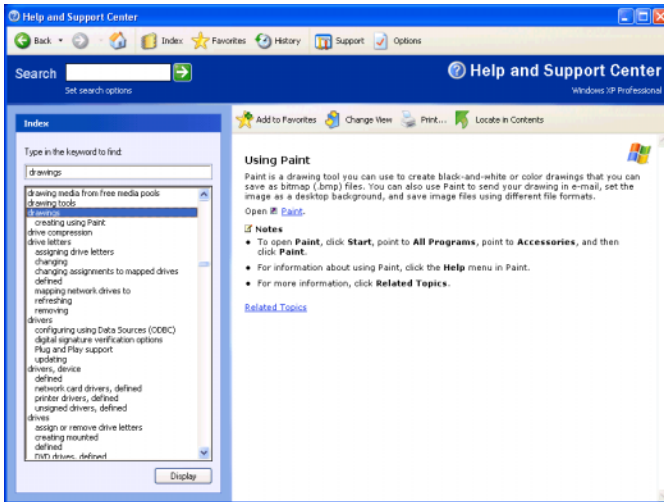 Help and Support Center
Back
Index
Favorites
History
Support
Options
Search
Set search options
Help and Support Center
Windows XP Professional
Index
Type in the keyword to find:
drawings
drawing media from free media pools
drawing tools
drawings
creating using Paint
drive compression
drive letters
assigning drive letters
changing
changing assignments to mapped drives
defined
mapping network drives to
refreshing
removing
drivers
configuring using Data Sources (ODBC)
digital signature verification options
Plug and Play support
updating
drivers, device
defined
network card drivers, defined
printer drivers, defined
unsigned drivers, defined
drives
assign or remove drive letters
creating mounted
defined
DVD drives, defined
Display
Add to Favorites
Change View
Print...
Locate in Contents
Using Paint
Paint is a drawing tool you can use to create black-and-white or color drawings that you can
save as bitmap (.bmp) files. You can also use Paint to send your drawing in e-mail, set the
image as a desktop background, and save image files using different file formats.
Open Paint.
Notes
• To open Paint, click Start, point to All Programs, point to Accessories, and then
click Paint.
• For information about using Paint, click the Help menu in Paint.
• For more information, click Related Topics.
Related Topics